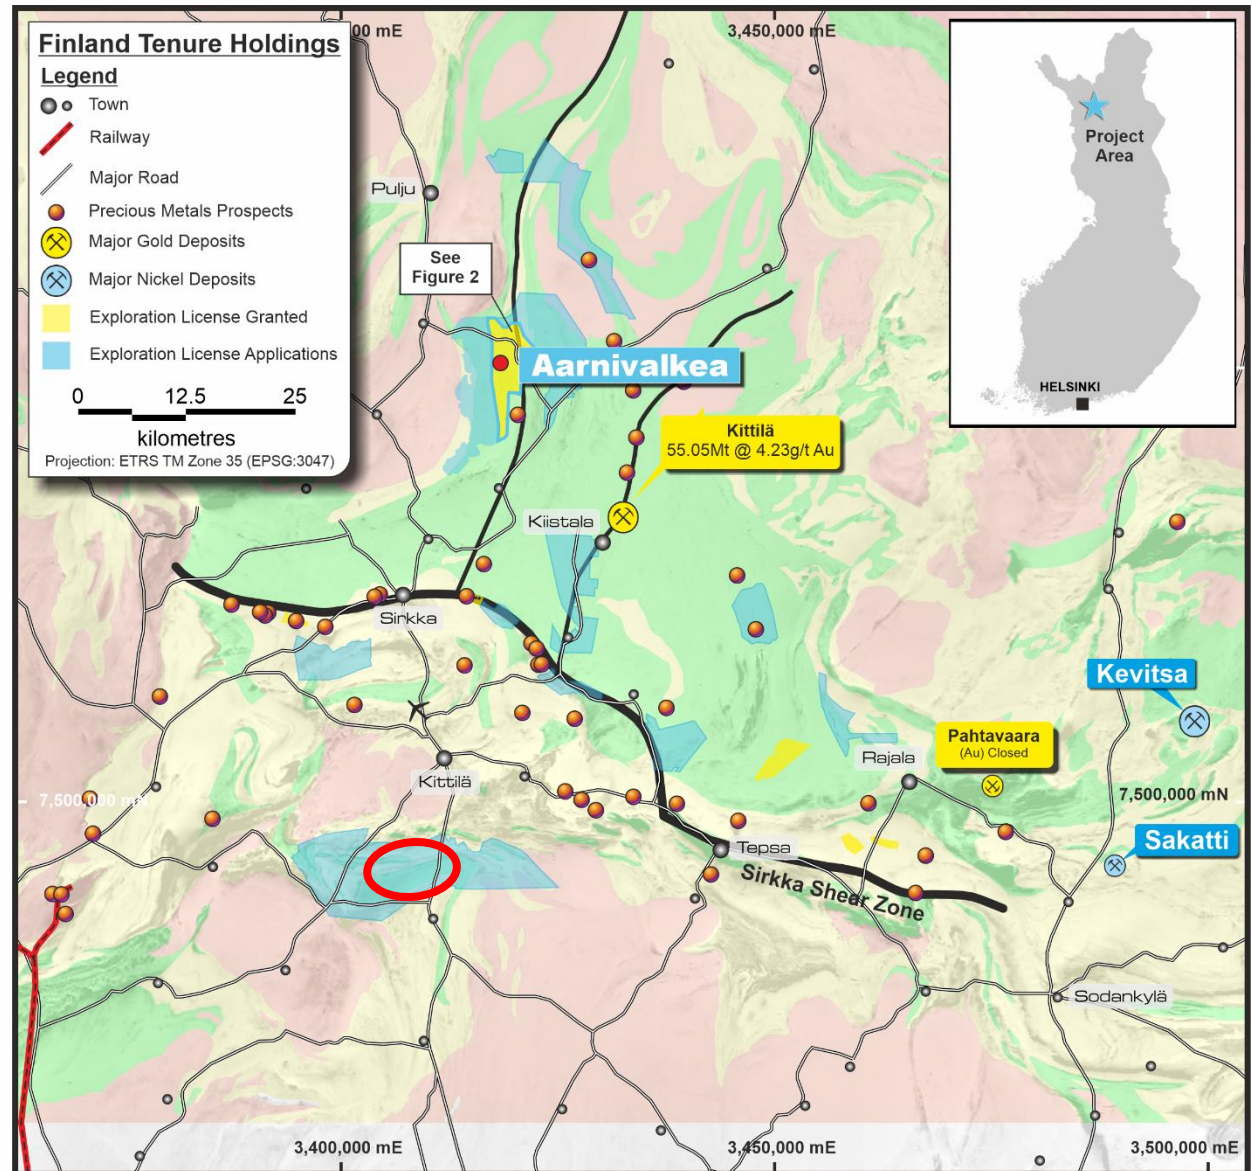 Finland Tenure Holdings
Legend
Town
Railway
Major Road
Precious Metals Prospects
Major Gold Deposits
Major Nickel Deposits
Exploration License Granted
Exploration License Applications
0 12.5 25
kilometres
Projection: ETRS TM Zone 35 (EPSG:3047)
00 mE
3,450,000 mE
Project
Area
HELSINKI
Pulju
See
Figure 2
Aarnivalkea
Kittilä
55.05Mt @ 4.23g/t Au
Kiistala
Sirkka
Kevitsa
Pahtavaara
(Au) Closed
Rajala
Kittilä
7,500,000 mN
7,500,000 mN
Sakatti
Tepsa
Sirkka Shear Zone
Sodankylä
3,400,000 mE
3,450,000 mE
3,500,000 mE